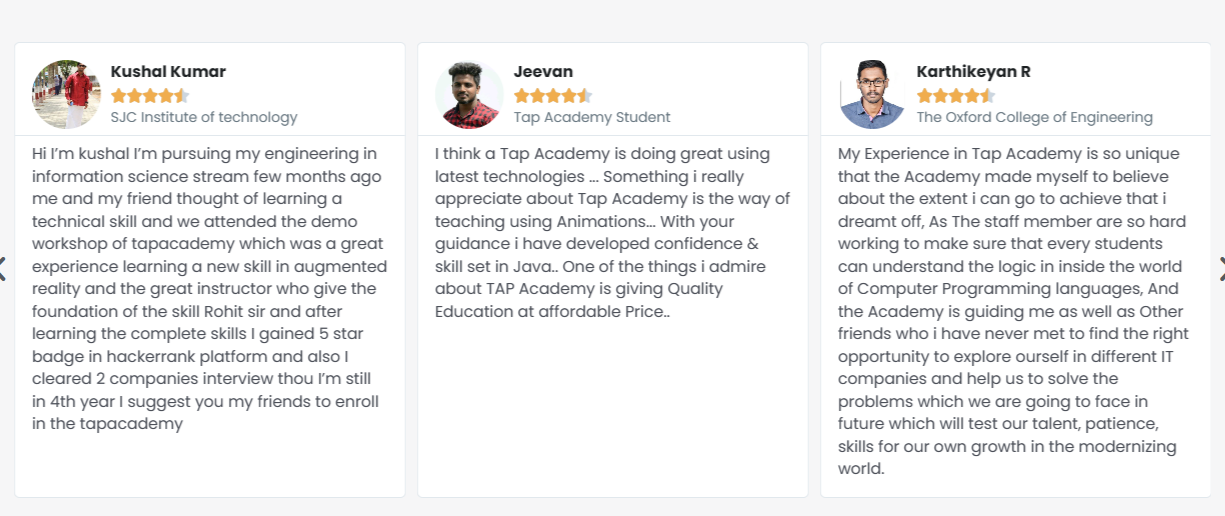 Kushal Kumar
SJC Institute of technology
Hi I’m kushal I’m pursuing my engineering in
information science stream few months ago
me and my friend thought of learning a
technical skill and we attended the demo
workshop of tapacademy which was a great
experience learning a new skill in augmented
reality and the great instructor who give the
foundation of the skill Rohit sir and after
learning the complete skills I gained 5 star
badge in hackerrank platform and also I
cleared 2 companies interview thou I’m still
in 4th year I suggest you my friends to enroll
in the tapacademy
Jeevan
Tap Academy Student
I think a Tap Academy is doing great using
latest technologies ... Something i really
appreciate about Tap Academy is the way of
teaching using Animations... With your
guidance i have developed confidence &
skill set in Java.. One of the things i admire
about TAP Academy is giving Quality
Education at affordable Price..
Karthikeyan R
The Oxford College of Engineering
My Experience in Tap Academy is so unique
that the Academy made myself to believe
about the extent i can go to achieve that i
dreamt off, As The staff member are so hard
working to make sure that every students
can understand the logic in inside the world
of Computer Programming languages, And
the Academy is guiding me as well as Other
friends who i have never met to find the right
opportunity to explore ourself in different IT
companies and help us to solve the
problems which we are going to face in
future which will test our talent, patience,
skills for our own growth in the modernizing
world.